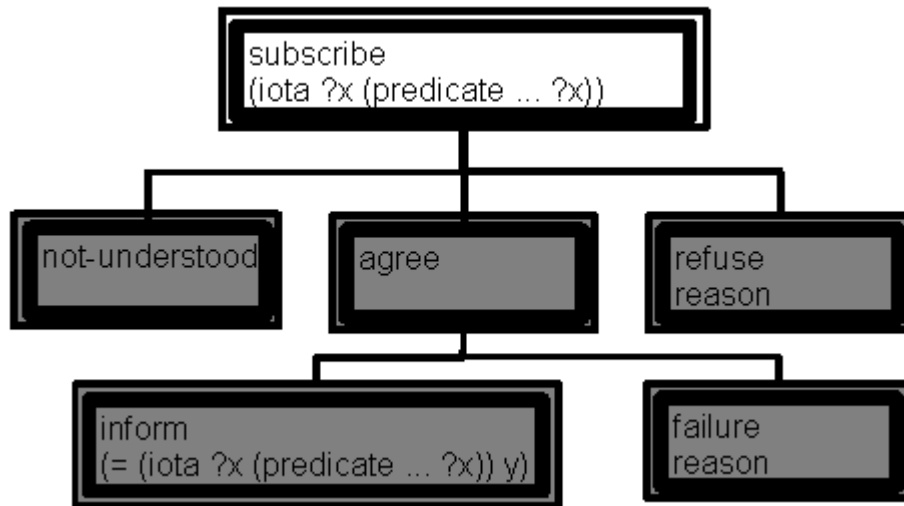 subscribe
(iota ?x (predicate ... ?x))
not-understood
agree
refuse
reason
inform
(= (iota ?x (predicate ... ?x)) y)
failure
reason